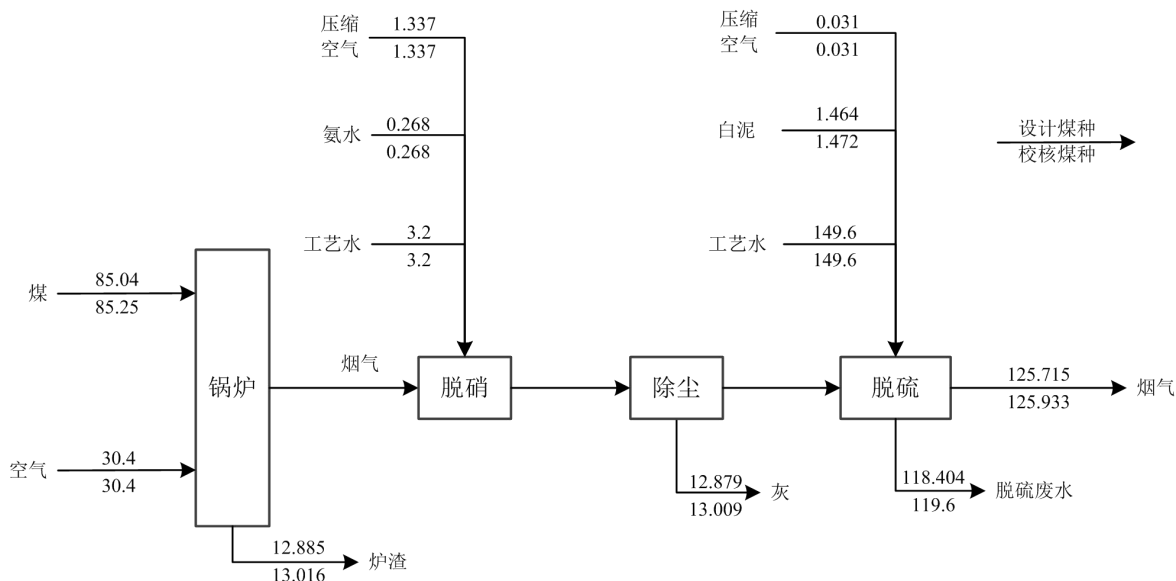 压缩
空气
1.337
1.337
压缩
空气
0.031
0.031
氨水
0.268
0.268
白泥
1.464
1.472
设计煤种
校核煤种
工艺水
3.2
3.2
工艺水
149.6
149.6
煤
85.04
85.25
锅炉
烟气
脱硝
除尘
脱硫
125.715
125.933
烟气
空气
30.4
30.4
12.879
13.009
灰
118.404
119.6
脱硫废水
12.885
13.016
炉渣